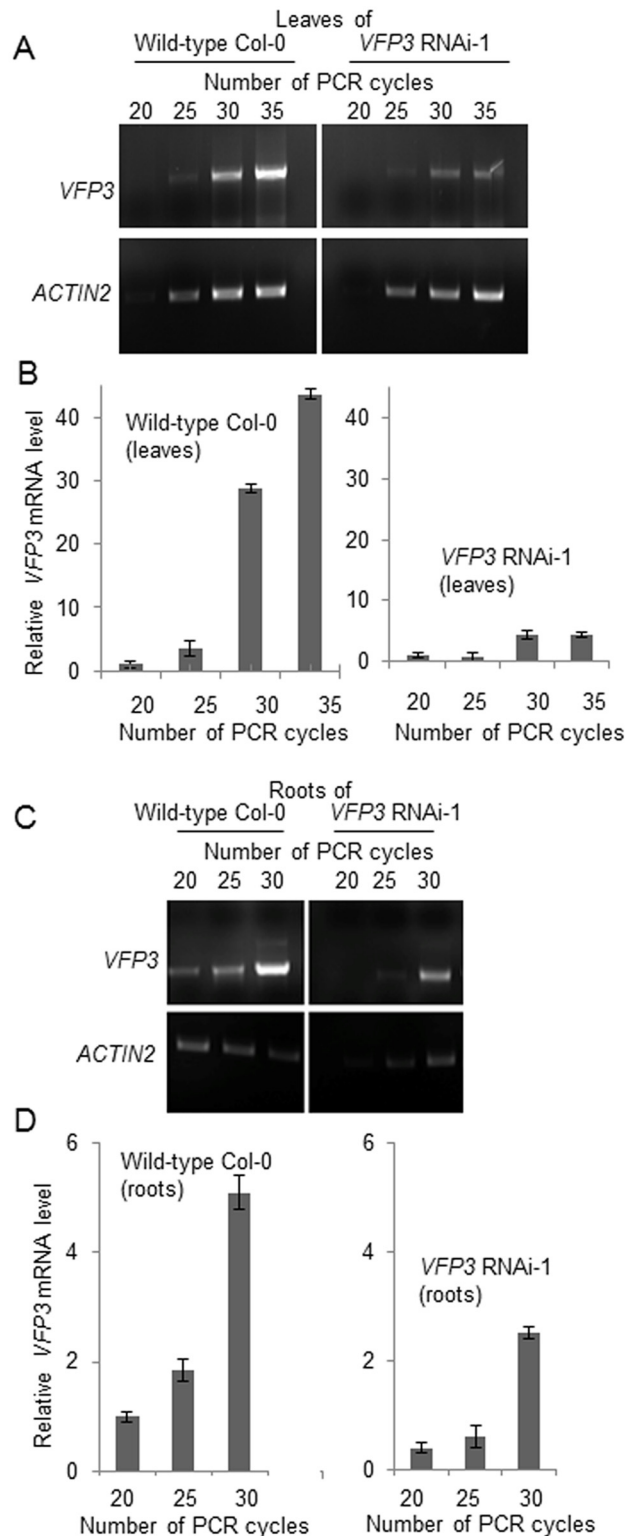 Leaves of
A
Wild-type Col-0 VFP3 RNAi-1
Number of PCR cycles
20 25 30 35 20 25 30 35
VFP3
ACTIN2
B
Relative VFP3 mRNA level
40
30
20
10
0
Wild-type Col-0
(leaves)
20 25 30 35
Number of PCR cycles
40
30
20
10
0
VFP3 RNAi-1
(leaves)
20 25 30 35
Number of PCR cycles
Roots of
C
Wild-type Col-0 VFP3 RNAi-1
Number of PCR cycles
20 25 30 20 25 30
VFP3
ACTIN2
D
Relative VFP3 mRNA level
6
4
2
0
Wild-type Col-0
(roots)
20 25 30
Number of PCR cycles
6
4
2
0
VFP3 RNAi-1
(roots)
20 25 30
Number of PCR cycles